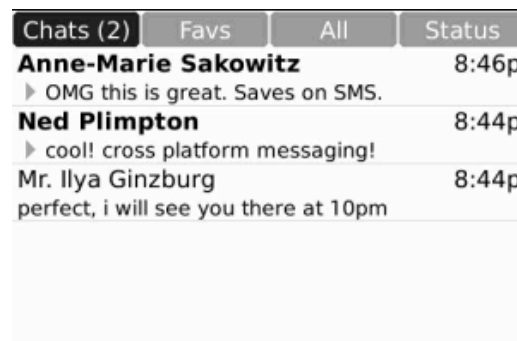 Chats (2) Favs All Status
Anne-Marie Sakowitz 8:46p
OMG this is great. Saves on SMS.
Ned Plimpton 8:44p
cool! cross platform messaging!
Mr. Ilya Ginzburg 8:44p
perfect, i will see you there at 10pm